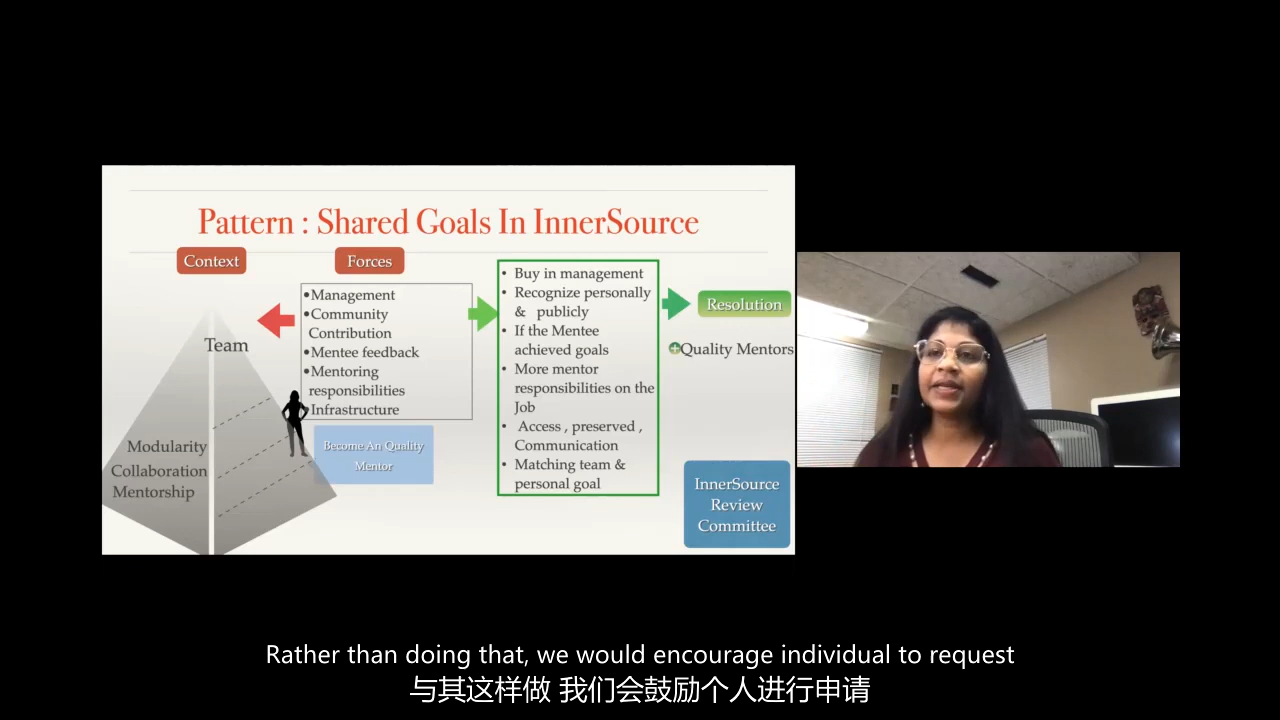 Pattern : Shared Goals In InnerSource
Context
Forces
Team
Modularity
Collaboration
Mentorship
•Management
•Community
Contribution
•Mentee feedback
•Mentoring
responsibilities
•Infrastructure
Become An Quality
Mentor
• Buy in management
• Recognize personally
& publicly
• If the Mentee
achieved goals
• More mentor
responsibilities on the
Job
• Access , preserved ,
Communication
• Matching team &
personal goal
Resolution
Quality Mentors
InnerSource
Review
Committee
Rather than doing that, we would encourage individual to request
与其这样做 我们会鼓励个人进行申请